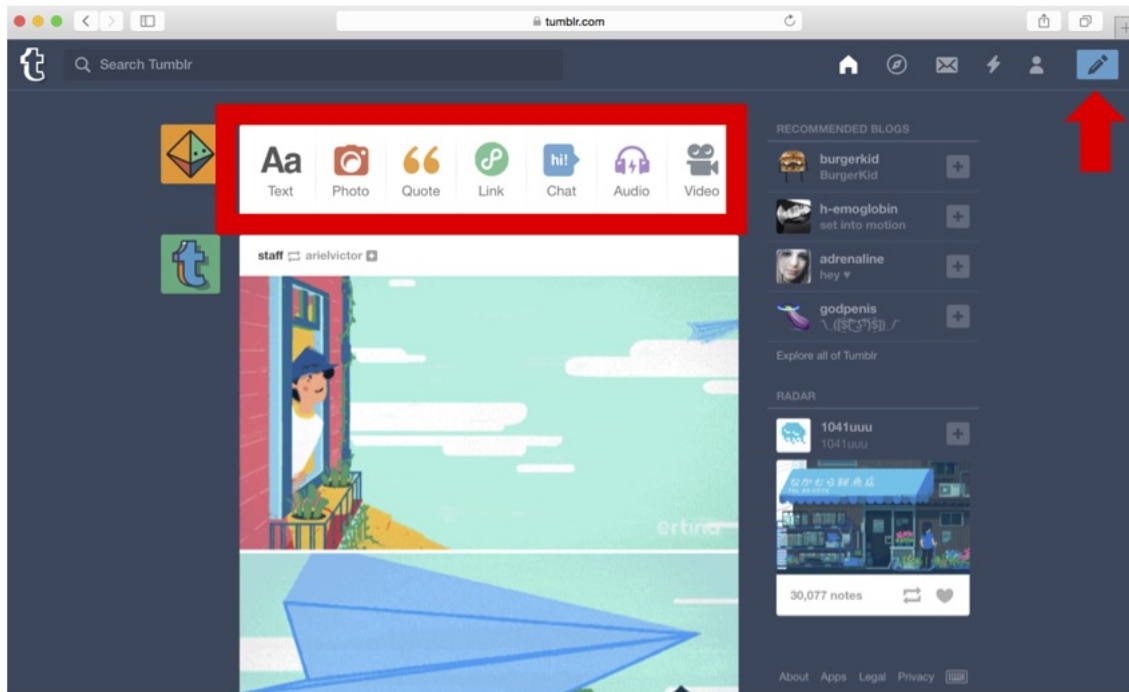 tumblr.com
t
Search Tumblr
Aa
Text
Photo
Quote
Link
hi!
Chat
Audio
Video
staff arielvictor
ertina
t
RECOMMENDED BLOGS
burgerkid
BurgerKid
h-emoglobin
set into motion
adrenaline
hey ♥
godpenis
Explore all of Tumblr
RADAR
1041uuu
1041uuu
30,077 notes
About Apps Legal Privacy